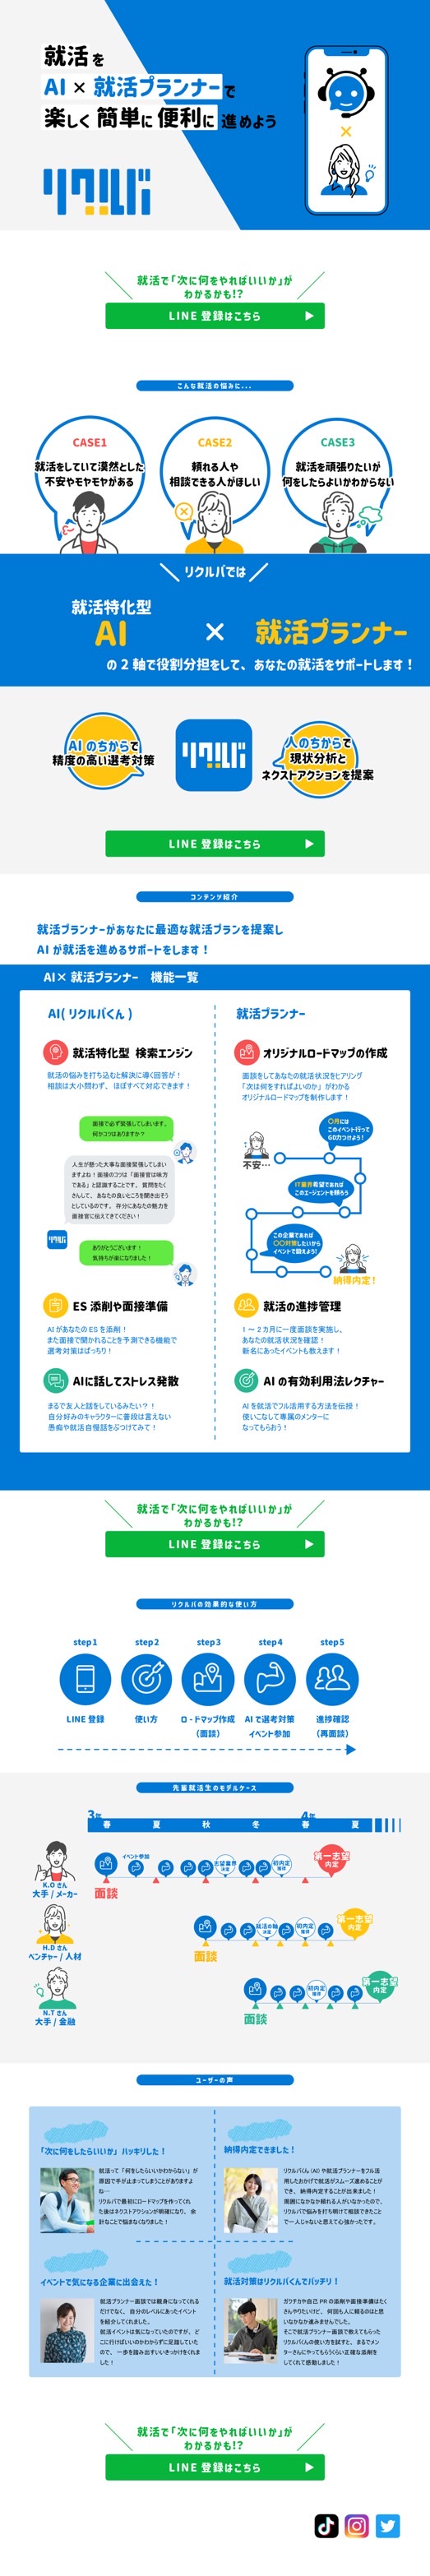 就活を
AI × 就活プランナーで
楽しく 簡単に 便利に 進めよう
リクルバ
就活で「次に何をやればいいか」が
わかるかも!?
LINE 登録はこちら
こんな就活の悩みに...
CASE1
就活をしていて漠然とした
不安やモヤモヤがある
CASE2
頼れる人や
相談できる人がほしい
CASE3
就活を頑張りたいが
何をしたらよいかわからない
リクルバでは
就活特化型
AI
×
就活プランナー
の 2 軸で役割分担をして、あなたの就活をサポートします！
AI のちからで
精度の高い選考対策
リクルバ
人のちからで
現状分析と
ネクストアクションを提案
LINE 登録はこちら
コンテンツ紹介
就活プランナーがあなたに最適な就活プランを提案し
AI が就活を進めるサポートをします！
AI× 就活プランナー 機能一覧
AI( リクルバくん )
就活特化型 検索エンジン
就活の悩みを打ち込むと解決に導く回答が！
相談は大小問わず、ほぼすべて対応できます！
面接で必ず緊張してしまいます。
何かコツはありますか？
人生が懸った大事な面接緊張してしまい
ますよね！面接のコツは「面接官は味方
である」と認識することです。質問をたく
さんして、あなたの良いところを聞き出そう
としているのです。存分にあなたの魅力を
面接官に伝えてきてください！
リクルバ
ありがとうございます！
気持ちが楽になりました！
ES 添削や面接準備
AI があなたの ES を添削！
また面接で聞かれることを予測できる機能で
選考対策はばっちり！
AIに話してストレス発散
まるで友人と話をしているみたい？！
自分好みのキャラクターに普段は言えない
愚痴や就活自慢話をぶつけてみて！
就活プランナー
オリジナルロードマップの作成
面談をしてあなたの就活状況をヒアリング
「次は何をすればよいのか」がわかる
オリジナルロードマップを制作します！
〇月には
このイベント行って
GD力つけよう！
不安…
IT業界希望であれば
このエージェントを頼ろう
この企業であれば
〇〇対策したいから
イベントで鍛えよう！
納得内定！
就活の進捗管理
1 ～ 2 カ月に一度面談を実施し、
あなたの就活状況を確認！
新名にあったイベントも教えます！
AI の有効利用法レクチャー
AI を就活でフル活用する方法を伝授！
使いこなして専属のメンターに
なってもらおう！
就活で「次に何をやればいいか」が
わかるかも!?
LINE 登録はこちら
リクルバの効果的な使い方
step1
step2
step3
step4
step5
LINE 登録
使い方
ロ - ドマップ作成
（面談）
AI で選考対策
イベント参加
進捗確認
（再面談）
先輩就活生のモデルケース
3年
4年
春
夏
秋
冬
春
夏
K.O さん
大手 / メーカー
イベント参加
面談
志望業界
決定
初内定
獲得
第一志望
内定
H.D さん
ベンチャー / 人材
面談
就活の軸
決定
初内定
獲得
第一志望
内定
N.T さん
大手 / 金融
面談
初内定
獲得
第一志望
内定
ユーザーの声
「次に何をしたらいいか」ハッキリした！
就活って「何をしたらいいかわからない」が
原因で手が止まってしまうことがありますよ
ね…
リクルバで最初にロードマップを作ってくれ
た後はネクストアクションが明確になり、余
計なことで悩まなくなりました！
納得内定できました！
リクルバくん (AI) や就活プランナーをフル活
用したおかげで就活がスムーズ進めることが
でき、納得内定することが出来ました！
周囲になかなか頼れる人がいなかったので、
リクルバで悩みを打ち明けて相談できたこと
で一人じゃないと思えて心強かったです。
イベントで気になる企業に出会えた！
就活プランナー面談では親身になってくれる
だけでなく、自分のレベルにあったイベント
を紹介してくれました。
就活イベントは気になっていたのですが、ど
こに行けばいいのかわからずに足踏していた
ので、一歩を踏み出すいいきっかけをくれま
した！
就活対策はリクルバくんでバッチリ！
ガクチカや自己 PR の添削や面接準備はたく
さんやりたいけど、何回も人に頼るのはと思
いなかなか進みませんでした。
そこで就活プランナー面談で教えてもらった
リクルバくんの使い方を試すと、まるでメン
ターさんにやってもらうくらい正確な添削を
してくれて感動しました！
就活で「次に何をやればいいか」が
わかるかも!?
LINE 登録はこちら